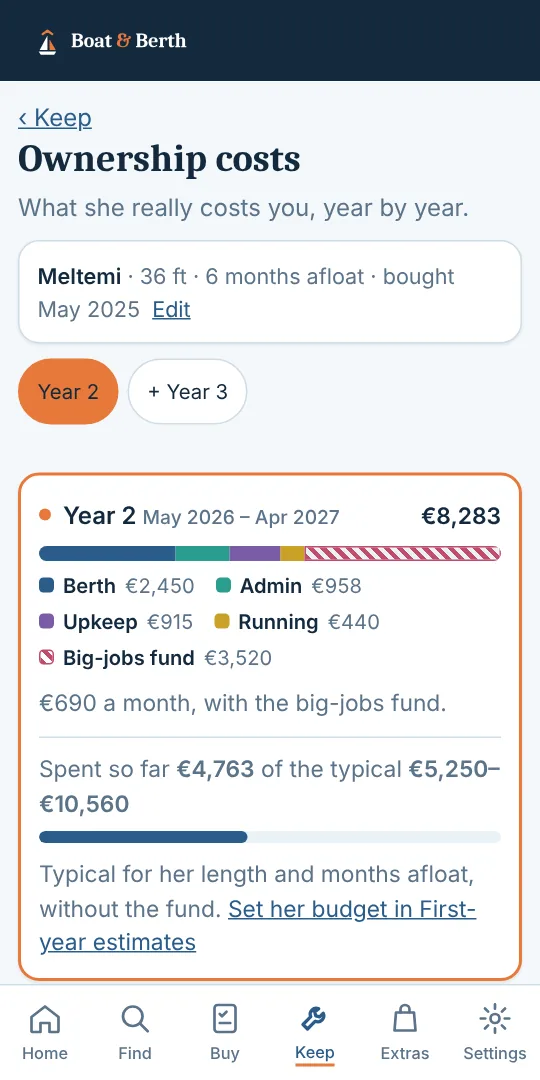 Boat & Berth
‹ Keep
Ownership costs
What she really costs you, year by year.
Meltemi · 36 ft · 6 months afloat · bought
May 2025 Edit
Year 2
+ Year 3
Year 2 May 2026 – Apr 2027 €8,283
Berth €2,450 Admin €958
Upkeep €915 Running €440
Big-jobs fund €3,520
€690 a month, with the big-jobs fund.
Spent so far €4,763 of the typical €5,250–
€10,560
Typical for her length and months afloat,
without the fund. Set her budget in First-
year estimates
Home Find Buy Keep Extras Settings